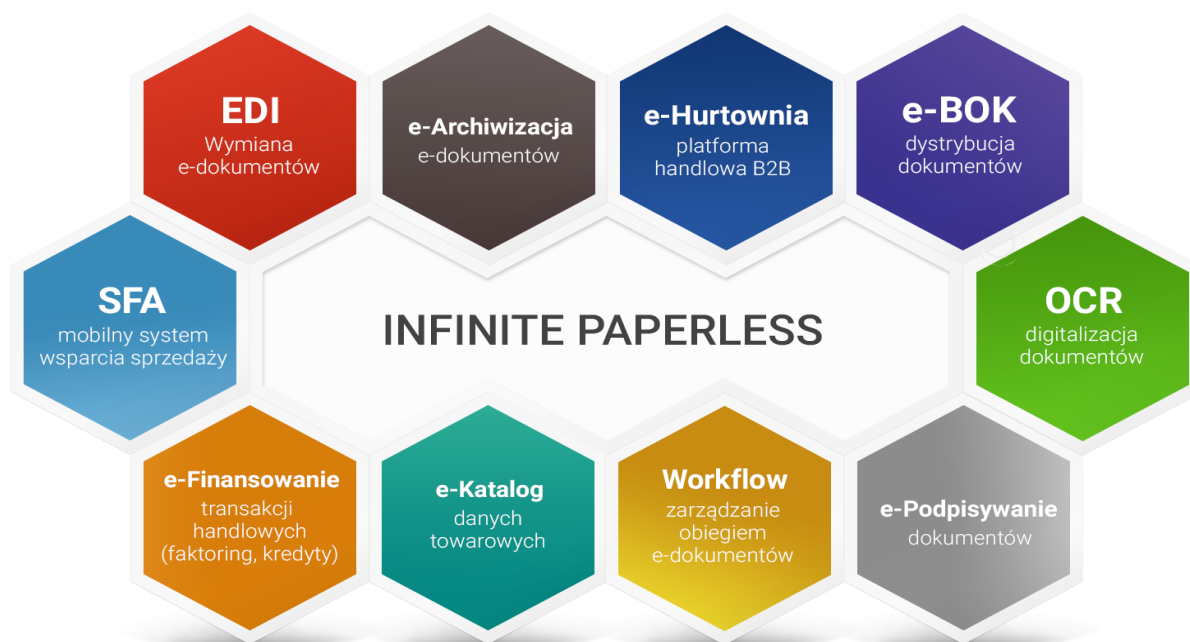 EDI
Wymiana
e-dokumentów
e-Archiwizacja
e-dokumentów
e-Hurtownia
platforma
handlowa B2B
e-BOK
dystrybucja
dokumentów
SFA
mobilny system
wsparcia sprzedaży
INFINITE PAPERLESS
OCR
digitalizacja
dokumentów
e-Finansowanie
transakcji
handlowych
(faktoring, kredyty)
e-Katalog
danych
towarowych
Workflow
zarządzanie
obiegiem
e-dokumentów
e-Podpisywanie
dokumentów